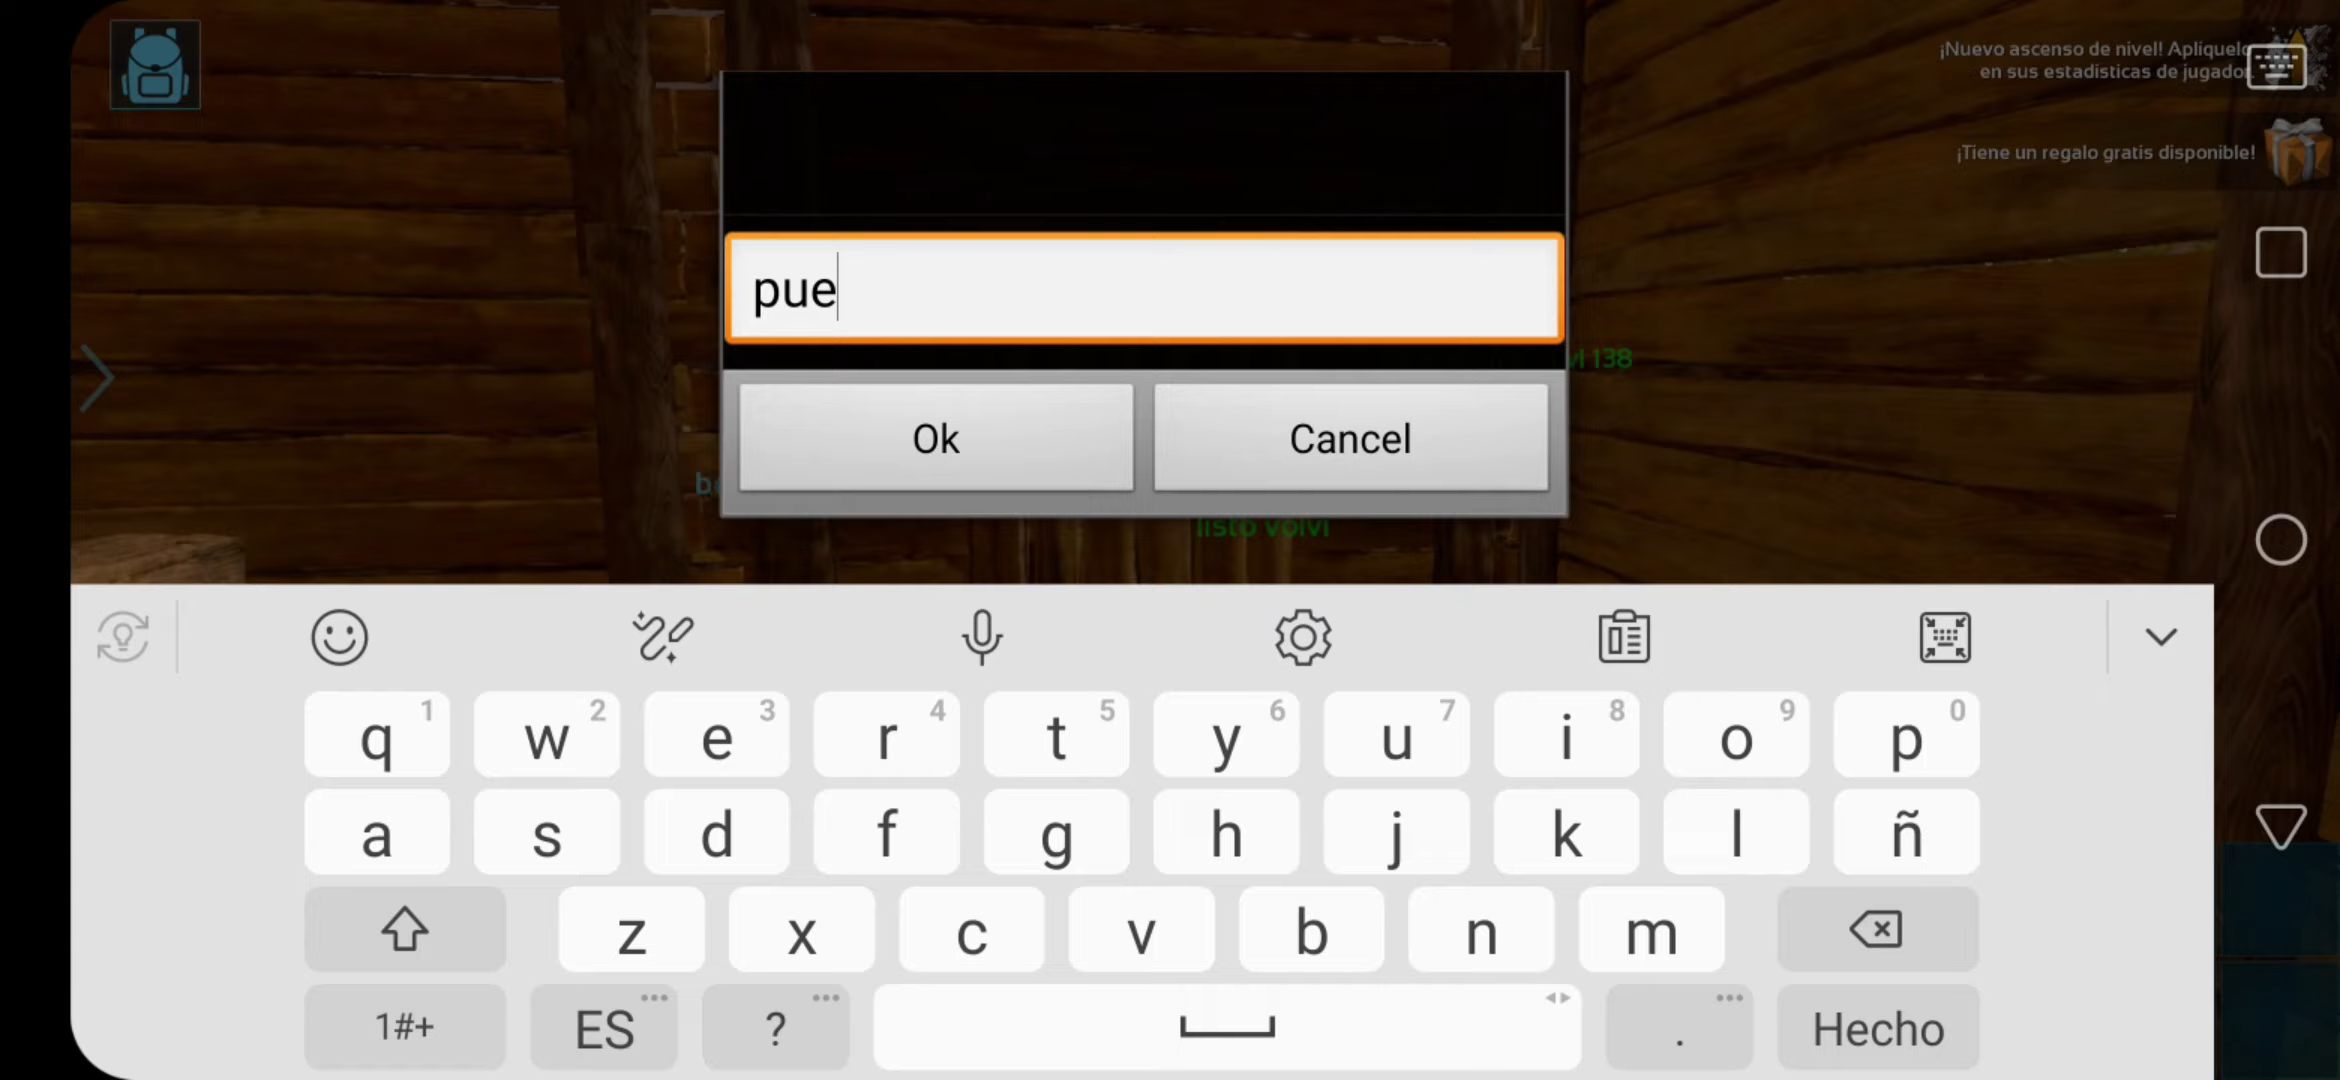 ¡Nuevo ascenso de nivel! Apliquelo
en sus estadisticas de jugador.
¡Tiene un regalo gratis disponible!
pue
138
Ok Cancel
listo volvi
1 2 3 4 5 6 7 8 9 0
q w e r t y u i o p
a s d f g h j k l ñ
z x c v b n m
1#+ ES ? . Hecho